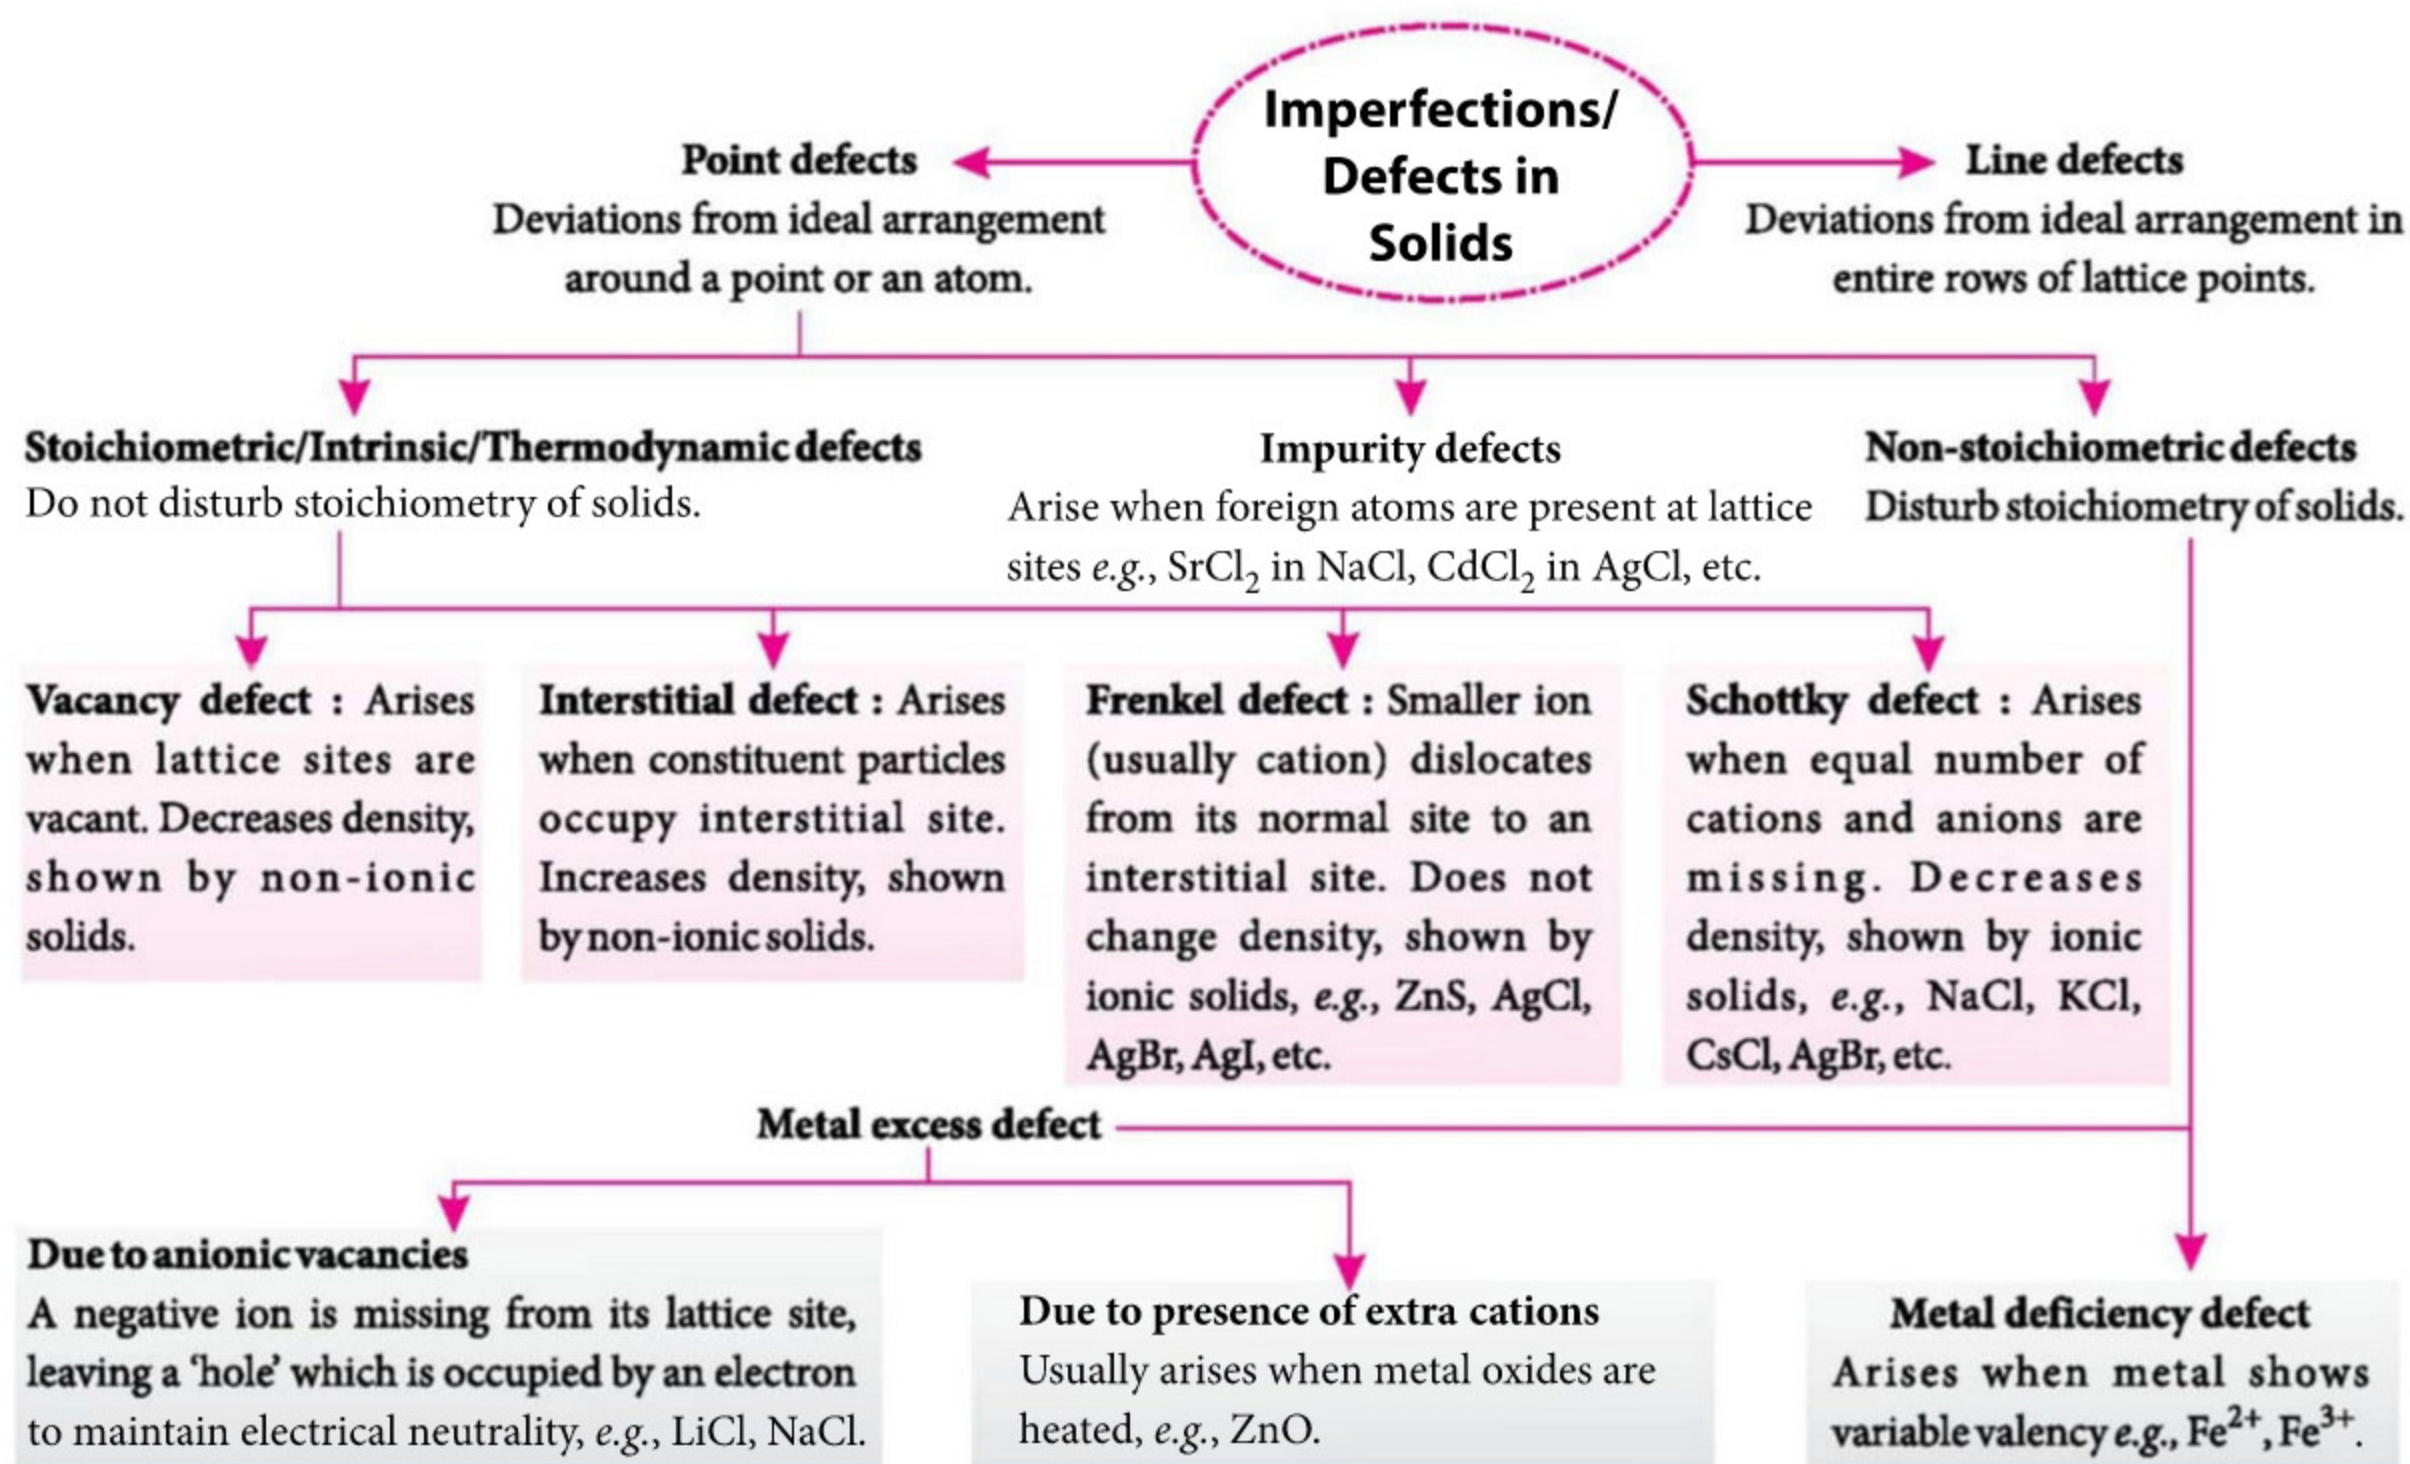 Imperfections/
Defects in
Solids
Point defects
Deviations from ideal arrangement
around a point or an atom.
Line defects
Deviations from ideal arrangement in
entire rows of lattice points.
Stoichiometric/Intrinsic/Thermodynamic defects
Do not disturb stoichiometry of solids.
Impurity defects
Arise when foreign atoms are present at lattice
sites e.g., SrCl₂ in NaCl, CdCl₂ in AgCl, etc.
Non-stoichiometric defects
Disturb stoichiometry of solids.
Vacancy defect : Arises
when lattice sites are
vacant. Decreases density,
shown by non-ionic
solids.
Interstitial defect : Arises
when constituent particles
occupy interstitial site.
Increases density, shown
by non-ionic solids.
Frenkel defect : Smaller ion
(usually cation) dislocates
from its normal site to an
interstitial site. Does not
change density, shown by
ionic solids, e.g., ZnS, AgCl,
AgBr, AgI, etc.
Schottky defect : Arises
when equal number of
cations and anions are
missing. Decreases
density, shown by ionic
solids, e.g., NaCl, KCl,
CsCl, AgBr, etc.
Metal excess defect
Due to anionic vacancies
A negative ion is missing from its lattice site,
leaving a ‘hole’ which is occupied by an electron
to maintain electrical neutrality, e.g., LiCl, NaCl.
Due to presence of extra cations
Usually arises when metal oxides are
heated, e.g., ZnO.
Metal deficiency defect
Arises when metal shows
variable valency e.g., Fe²⁺, Fe³⁺.